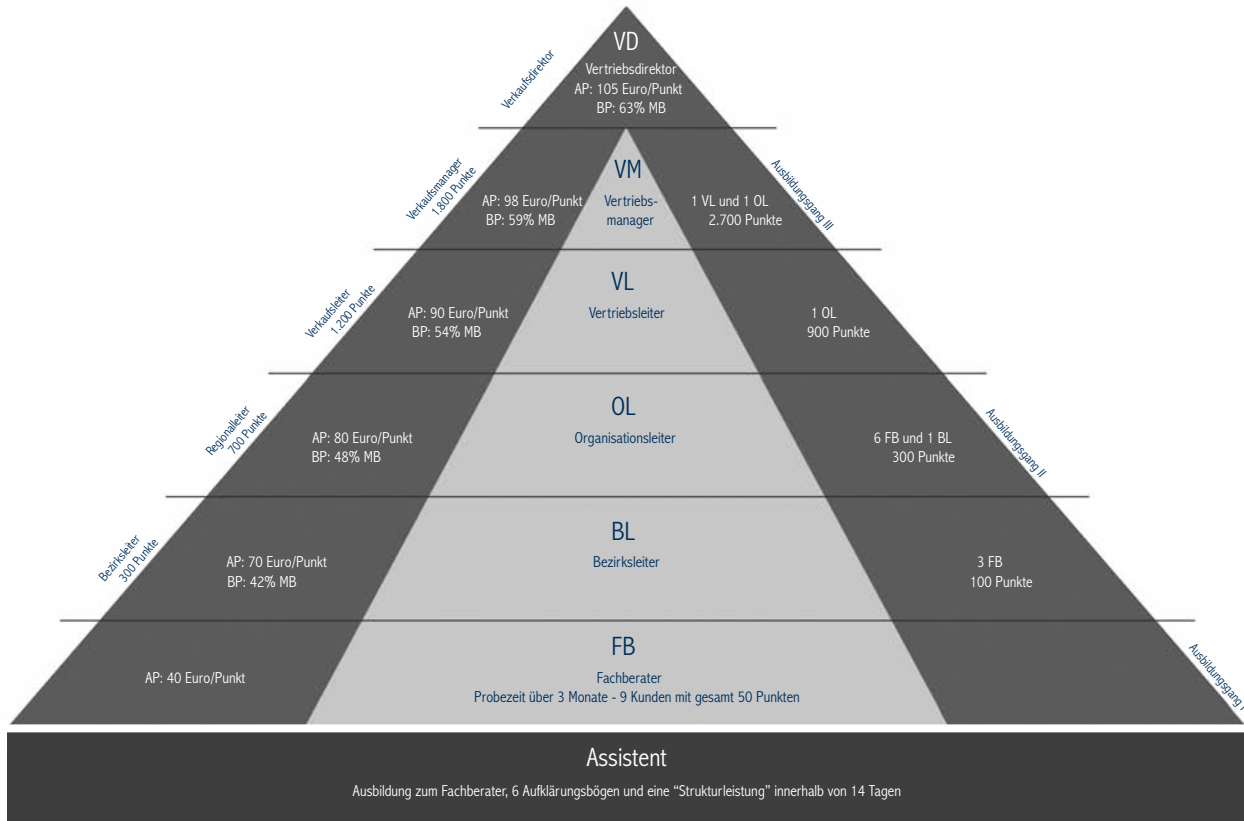 VD
Vertriebsdirektor
AP: 105 Euro/Punkt
BP: 63% MB
Verkaufsdirektor
VM
Vertriebs-
manager
AP: 98 Euro/Punkt
BP: 59% MB
1 VL und 1 OL
2.700 Punkte
Verkaufsmanager
1.800 Punkte
Ausbildungsgang III
VL
Vertriebsleiter
AP: 90 Euro/Punkt
BP: 54% MB
1 OL
900 Punkte
Verkaufsleiter
1.200 Punkte
OL
Organisationsleiter
AP: 80 Euro/Punkt
BP: 48% MB
6 FB und 1 BL
300 Punkte
Regionalleiter
700 Punkte
Ausbildungsgang II
BL
Bezirksleiter
AP: 70 Euro/Punkt
BP: 42% MB
3 FB
100 Punkte
Bezirksleiter
300 Punkte
FB
Fachberater
Probezeit über 3 Monate - 9 Kunden mit gesamt 50 Punkten
AP: 40 Euro/Punkt
Ausbildungsgang I
Assistent
Ausbildung zum Fachberater, 6 Aufklärungsbögen und eine “Strukturleistung” innerhalb von 14 Tagen